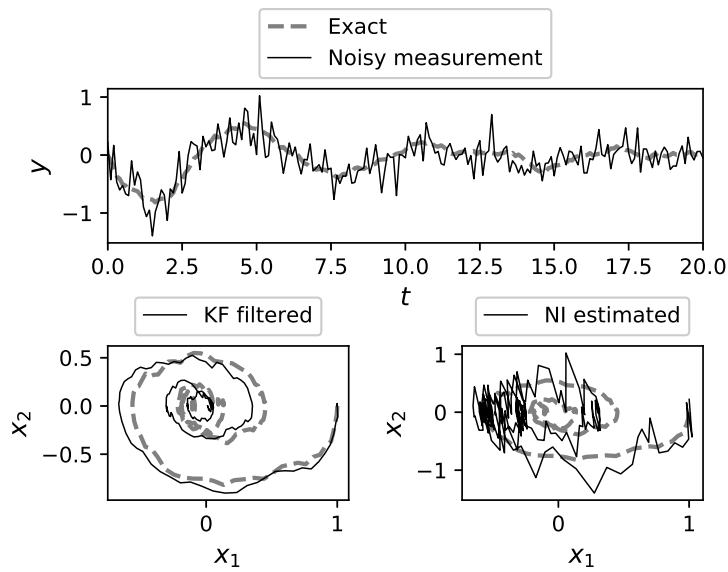 Exact
Noisy measurement
1
0
−1
y
0.0 2.5 5.0 7.5 10.0 12.5 15.0 17.5 20.0
t
KF filtered
NI estimated
0.5
0.0
−0.5
x₂
0 1
x₁
1
0
−1
x₂
0 1
x₁